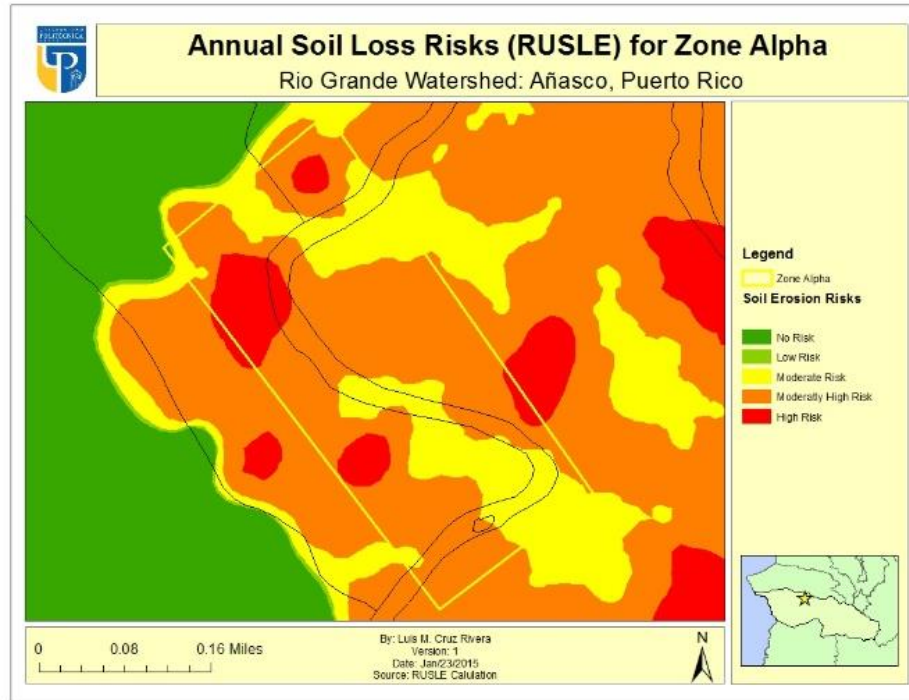 POLITECNICA
Annual Soil Loss Risks (RUSLE) for Zone Alpha
Rio Grande Watershed: Añasco, Puerto Rico
Legend
Zone Alpha
Soil Erosion Risks
No Risk
Low Risk
Moderate Risk
Moderatly High Risk
High Risk
0 0.08 0.16 Miles
By: Luis M. Cruz Rivera
Version: 1
Date: Jan/23/2015
Source: RUSLE Calulation
N